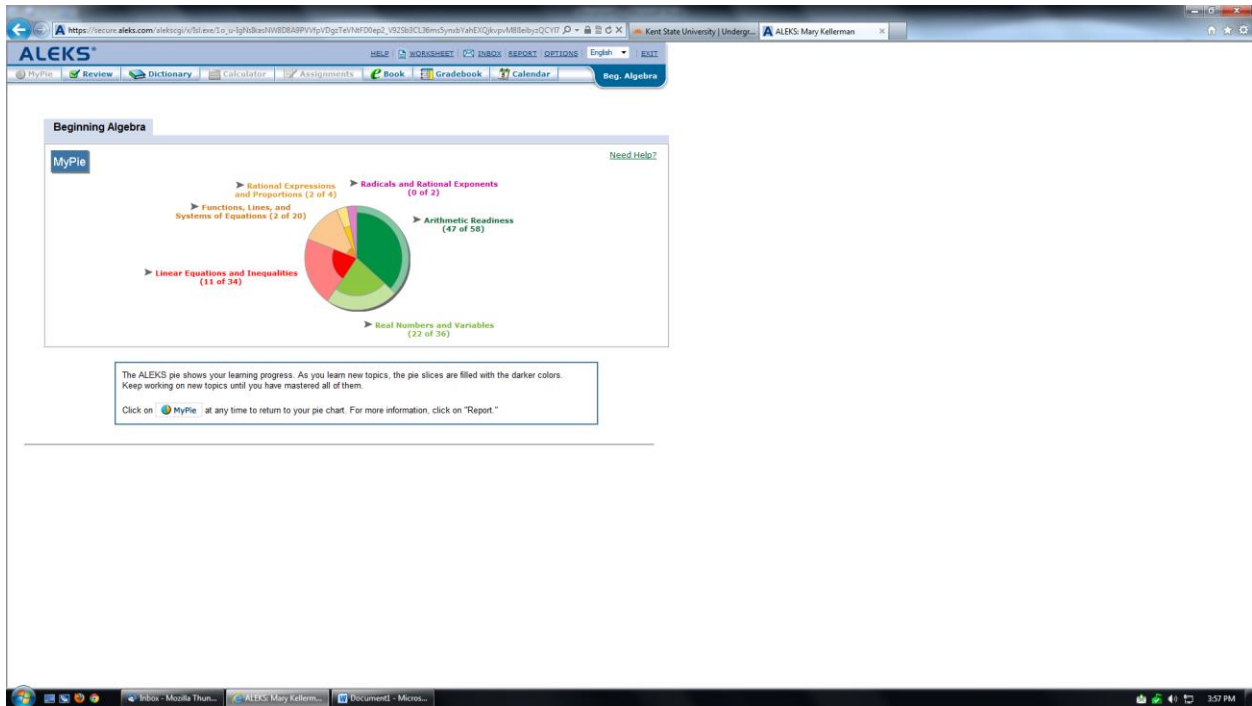 Kent State University | Undergr...
ALEKS: Mary Kellerman
ALEKS
HELP WORKSHEET INBOX REPORT OPTIONS English EXIT
MyPie Review Dictionary Calculator Assignments eBook Gradebook Calendar Beg. Algebra
Beginning Algebra
MyPie
Need Help?
Rational Expressions
and Proportions (2 of 4)
Radicals and Rational Exponents
(0 of 2)
Functions, Lines, and
Systems of Equations (2 of 20)
Arithmetic Readiness
(47 of 58)
Linear Equations and Inequalities
(11 of 34)
Real Numbers and Variables
(22 of 36)
The ALEKS pie shows your learning progress. As you learn new topics, the pie slices are filled with the darker colors.
Keep working on new topics until you have mastered all of them.
Click on MyPie at any time to return to your pie chart. For more information, click on "Report."
Inbox - Mozilla Thun... ALEKS: Mary Kellerm... Document1 - Micros... 3:57 PM